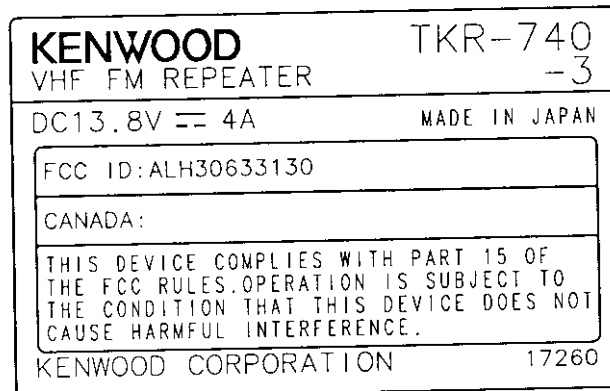 KENWOOD TKR-740
VHF FM REPEATER -3
DC13.8V ⎓ 4A MADE IN JAPAN
FCC ID:ALH30633130
CANADA:
THIS DEVICE COMPLIES WITH PART 15 OF
THE FCC RULES.OPERATION IS SUBJECT TO
THE CONDITION THAT THIS DEVICE DOES NOT
CAUSE HARMFUL INTERFERENCE.
KENWOOD CORPORATION 17260